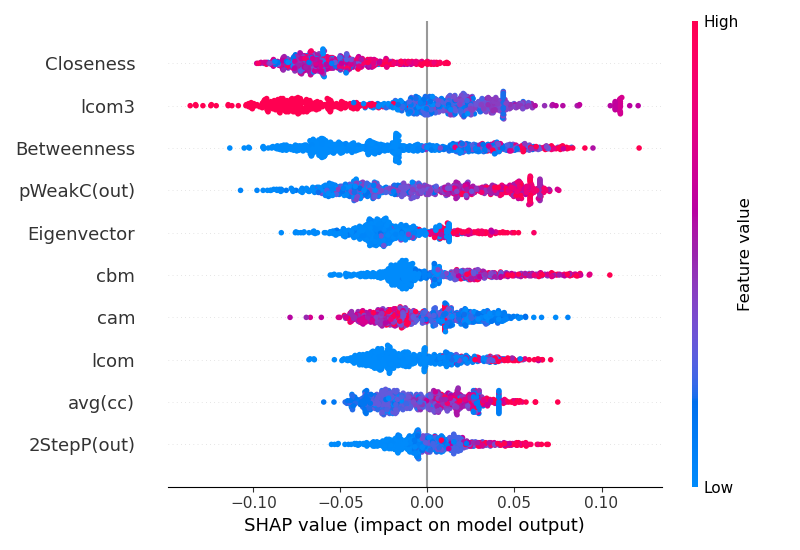 High
Closeness
lcom3
Betweenness
pWeakC(out)
Eigenvector
cbm
cam
lcom
avg(cc)
2StepP(out)
Feature value
Low
−0.10 −0.05 0.00 0.05 0.10
SHAP value (impact on model output)